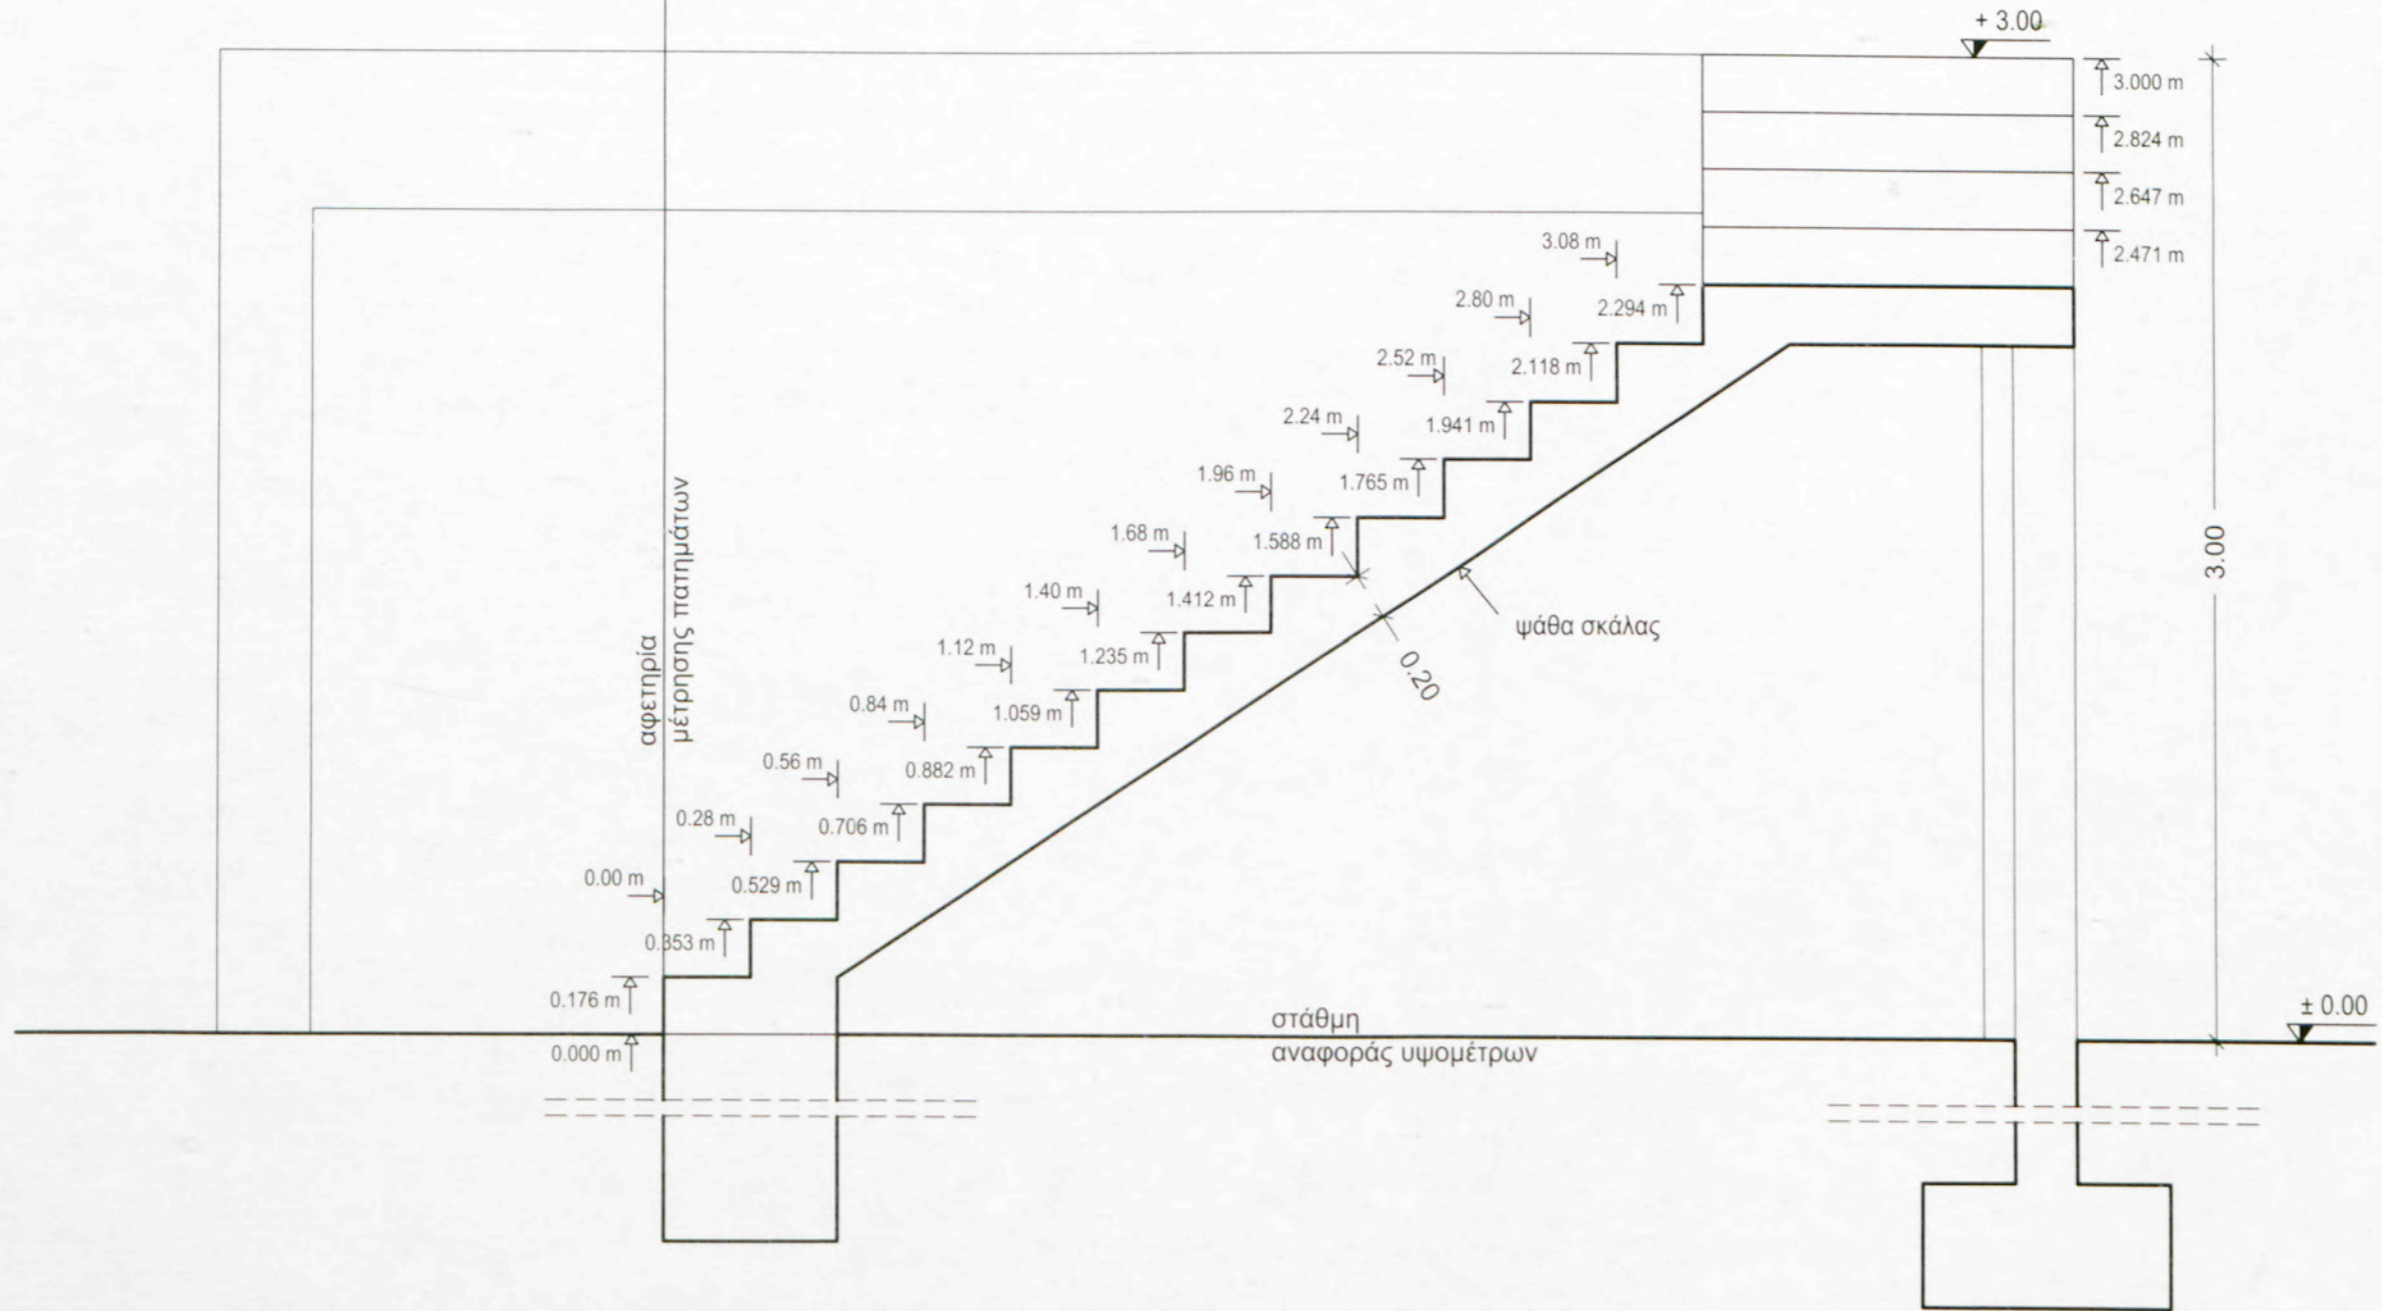 + 3.00
3.000 m
2.824 m
2.647 m
2.471 m
3.08 m
2.294 m
2.80 m
2.118 m
2.52 m
1.941 m
2.24 m
1.765 m
1.96 m
1.588 m
1.68 m
1.412 m
1.40 m
1.235 m
1.12 m
1.059 m
0.84 m
0.882 m
0.56 m
0.706 m
0.28 m
0.529 m
0.00 m
0.353 m
0.176 m
0.000 m
αφετηρία
μέτρησης πατημάτων
ψάθα σκάλας
0.20
3.00
στάθμη
αναφοράς υψομέτρων
± 0.00